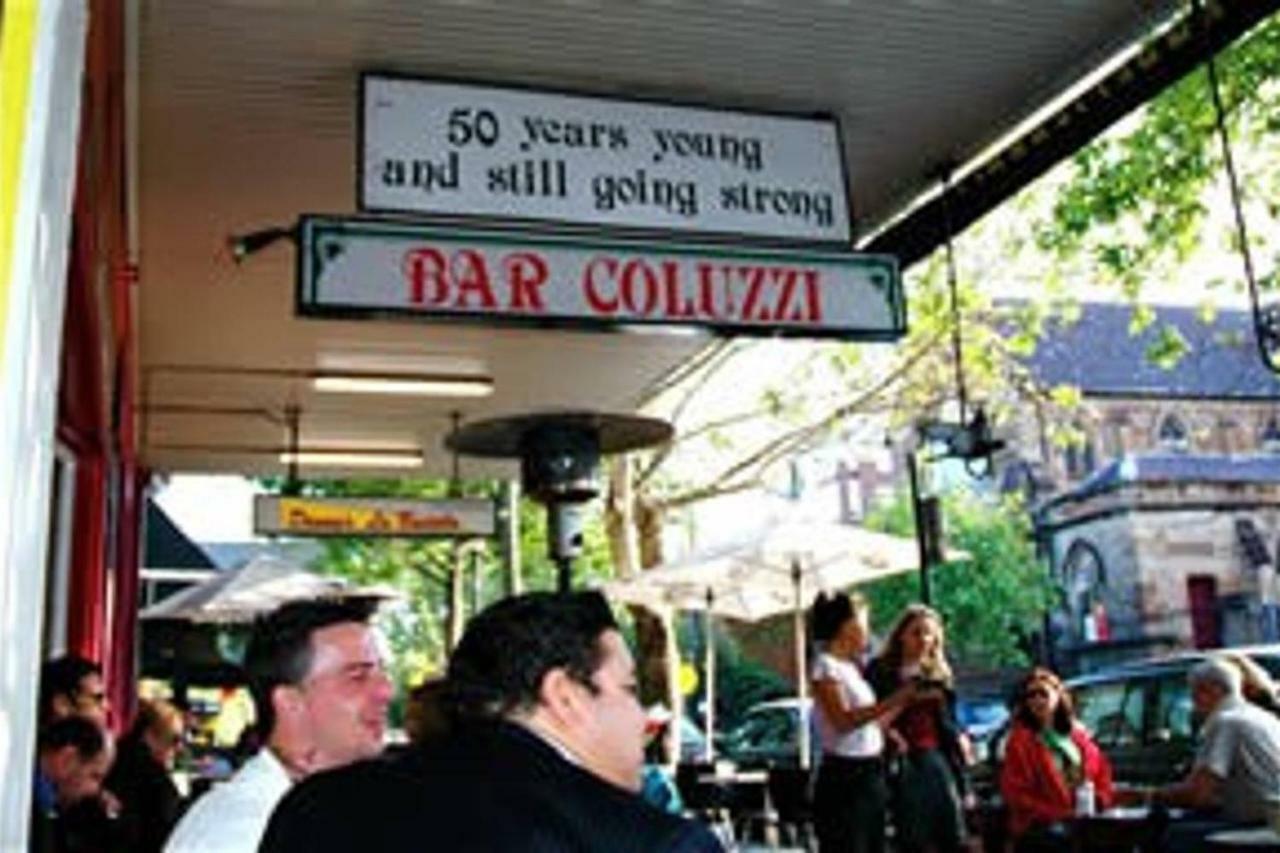 50 years young
and still going strong
BAR COLUZZI